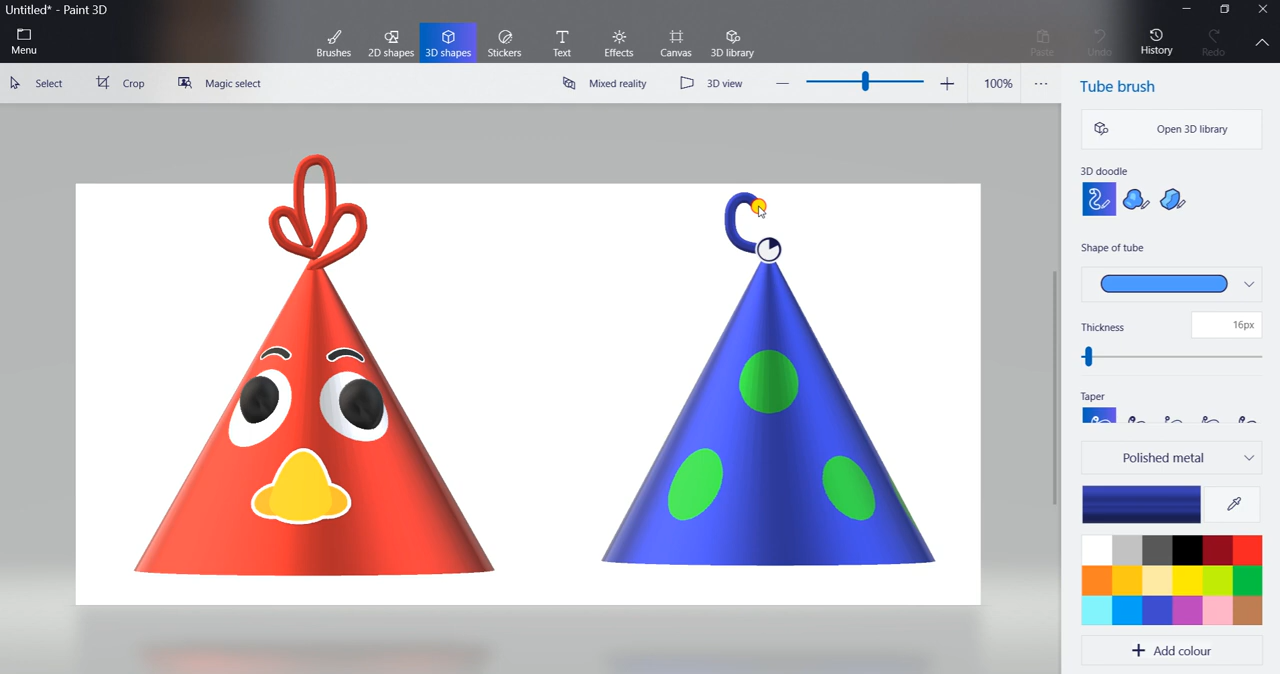 Untitled* - Paint 3D
Menu
Brushes
2D shapes
3D shapes
Stickers
Text
Effects
Canvas
3D library
Paste
Undo
History
Redo
Select
Crop
Magic select
Mixed reality
3D view
100%
Tube brush
Open 3D library
3D doodle
Shape of tube
Thickness
16px
Taper
Polished metal
Add colour